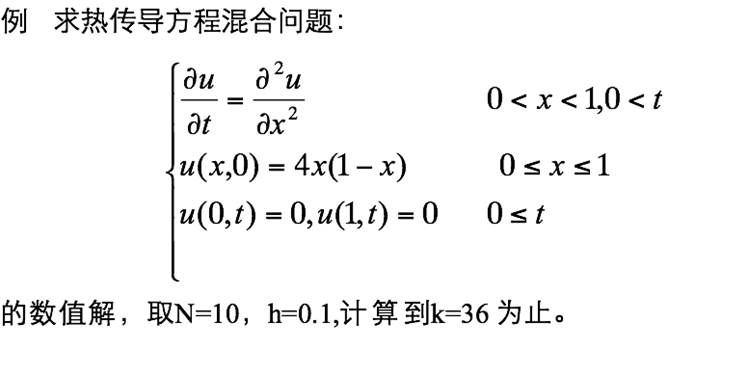 例 求热传导方程混合问题：
∂u/∂t = ∂²u/∂x² 0 < x < 1,0 < t
u(x,0) = 4x(1 − x) 0 ≤ x ≤ 1
u(0,t) = 0,u(1,t) = 0 0 ≤ t
的数值解，取N=10，h=0.1,计算到k=36 为止。